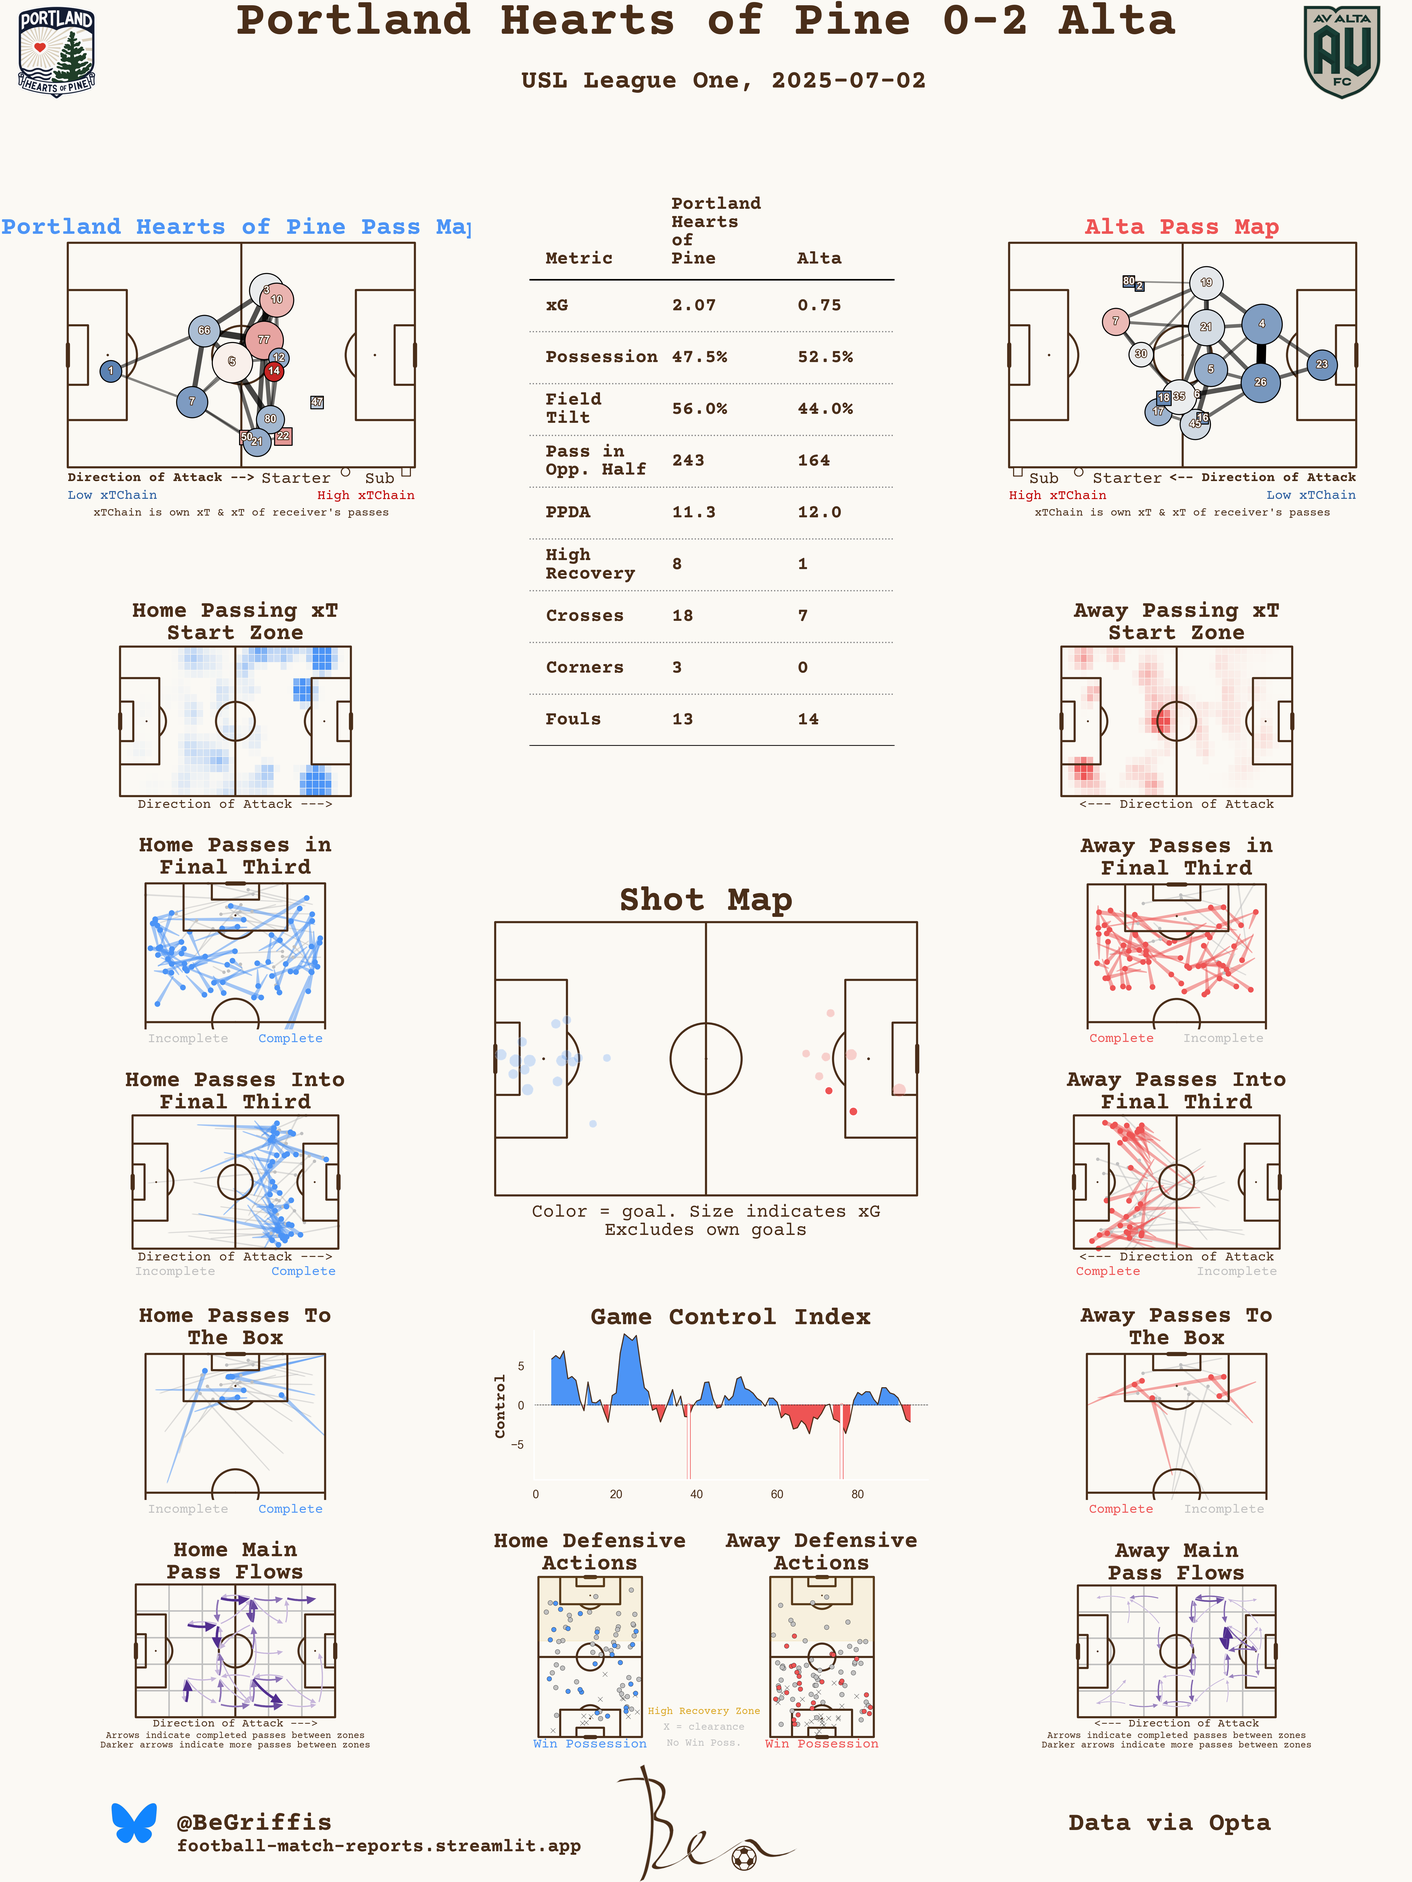 Portland Hearts of Pine 0-2 Alta
USL League One, 2025-07-02
PORTLAND
HEARTS OF PINE
AV ALTA
AV
FC
Portland Hearts of Pine Pass Map
3
10
66
77
5
12
14
1
7
47
80
50
21
22
Direction of Attack --> Starter Sub
Low xTChain High xTChain
xTChain is own xT & xT of receiver's passes
Metric Portland Hearts of Pine Alta
xG 2.07 0.75
Possession 47.5% 52.5%
Field Tilt 56.0% 44.0%
Pass in Opp. Half 243 164
PPDA 11.3 12.0
High Recovery 8 1
Crosses 18 7
Corners 3 0
Fouls 13 14
Alta Pass Map
80
2
19
7
21
4
30
5
23
26
18
35
6
17
16
45
Sub Starter <-- Direction of Attack
High xTChain Low xTChain
xTChain is own xT & xT of receiver's passes
Home Passing xT
Start Zone
Direction of Attack --->
Away Passing xT
Start Zone
<--- Direction of Attack
Home Passes in
Final Third
Incomplete Complete
Away Passes in
Final Third
Complete Incomplete
Shot Map
Color = goal. Size indicates xG
Excludes own goals
Home Passes Into
Final Third
Direction of Attack --->
Incomplete Complete
Away Passes Into
Final Third
<--- Direction of Attack
Complete Incomplete
Home Passes To
The Box
Incomplete Complete
Game Control Index
Control
5
0
−5
0 20 40 60 80
Away Passes To
The Box
Complete Incomplete
Home Main
Pass Flows
Direction of Attack --->
Arrows indicate completed passes between zones
Darker arrows indicate more passes between zones
Home Defensive
Actions
Win Possession
High Recovery Zone
X = clearance
No Win Poss.
Away Defensive
Actions
Win Possession
Away Main
Pass Flows
<--- Direction of Attack
Arrows indicate completed passes between zones
Darker arrows indicate more passes between zones
@BeGriffis
football-match-reports.streamlit.app
Ben
Data via Opta